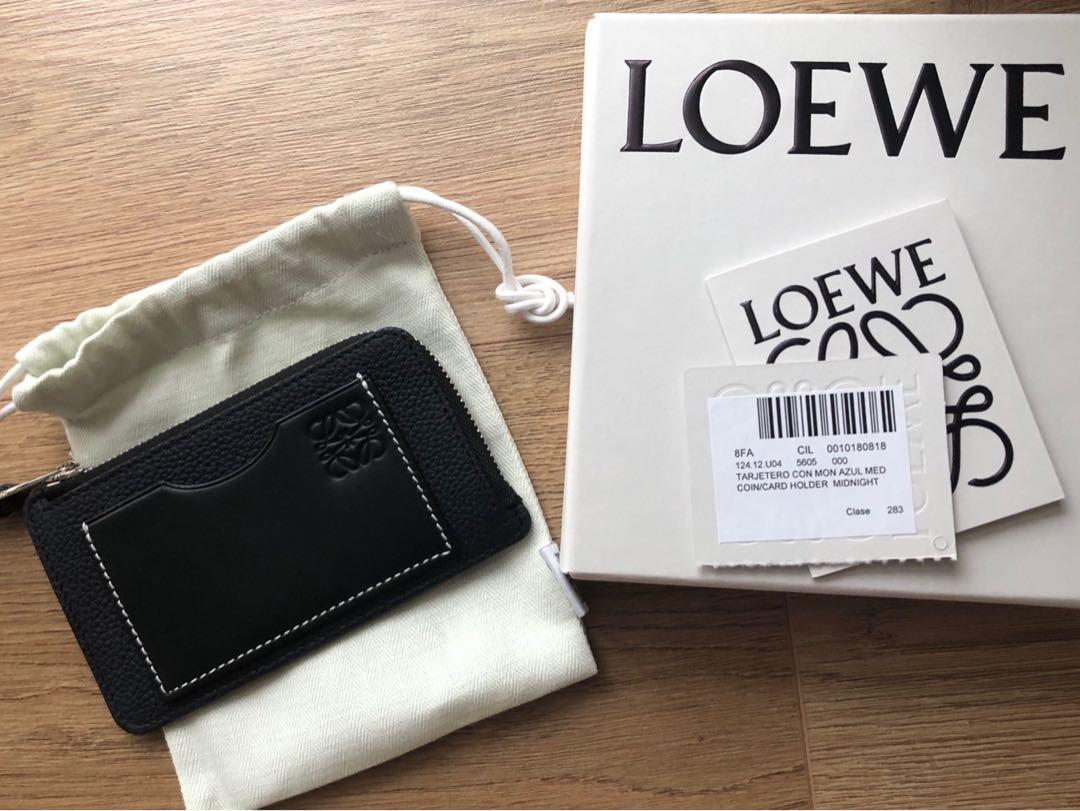 LOEWE
LOEWE
8FA CIL 0010180818
124.12.U04 5605 000
TARJETERO CON MON AZUL MED
COIN/CARD HOLDER MIDNIGHT
Clase 283